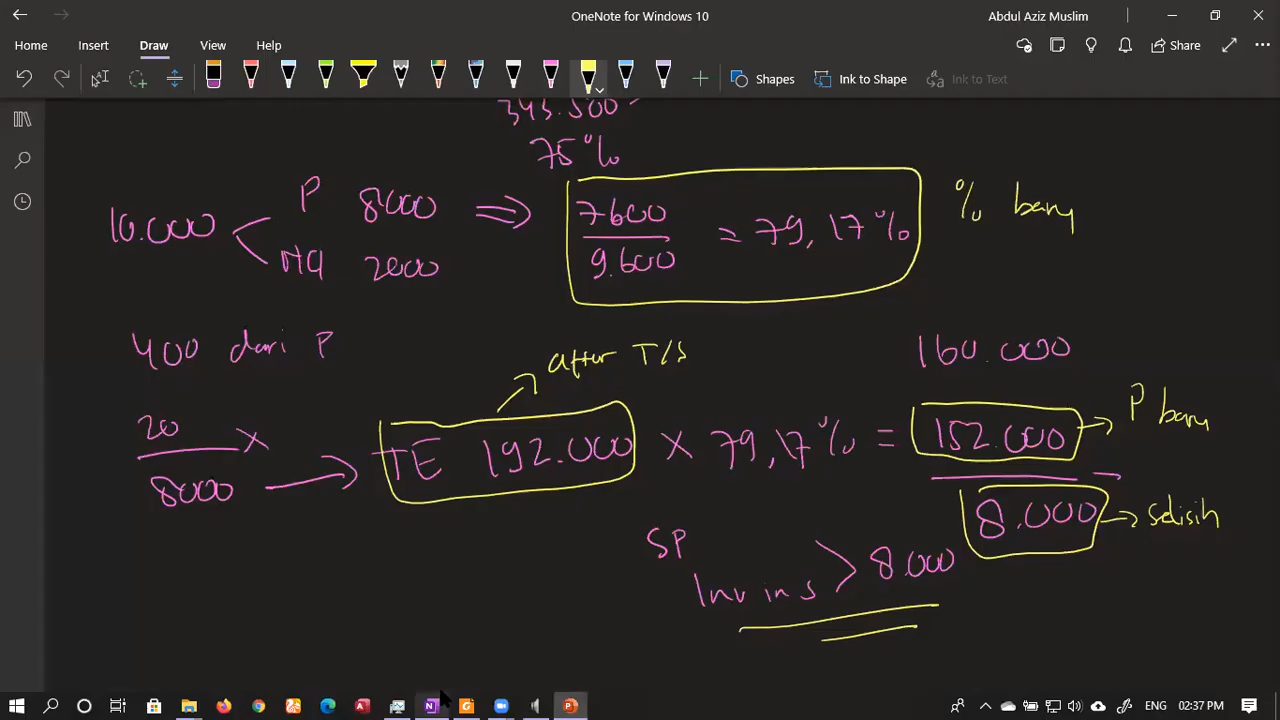 OneNote for Windows 10
Abdul Aziz Muslim
Home Insert Draw View Help
Share
Shapes
Ink to Shape
Ink to Text
343.500
75%
P 8000
10.000
2000
=> 7600 / 9.600 = 79,17%
% baru
400 dari P
after T/S
160.000
20 x
8000
TE 192.000 x 79,17% = 152.000
P baru
8.000
selisih
SP
Inv in s
8.000
ENG
02:37 PM